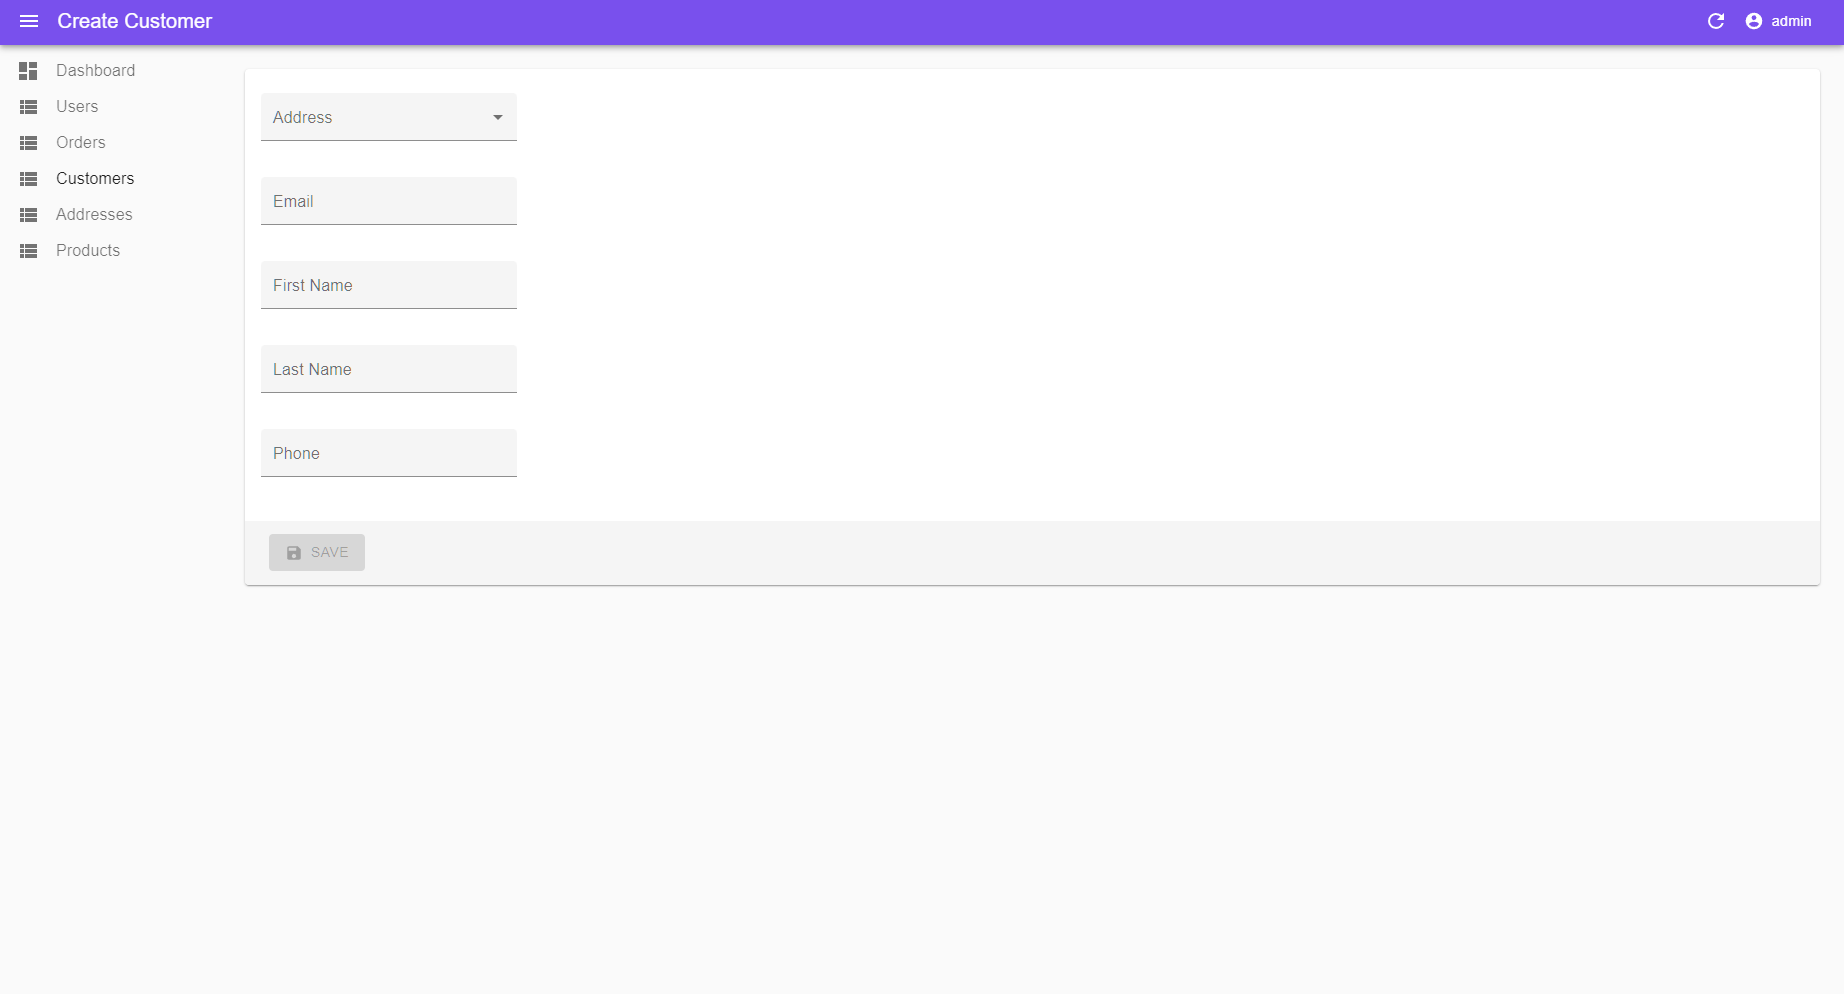 Create Customer
admin
Dashboard
Users
Orders
Customers
Addresses
Products
Address
Email
First Name
Last Name
Phone
SAVE